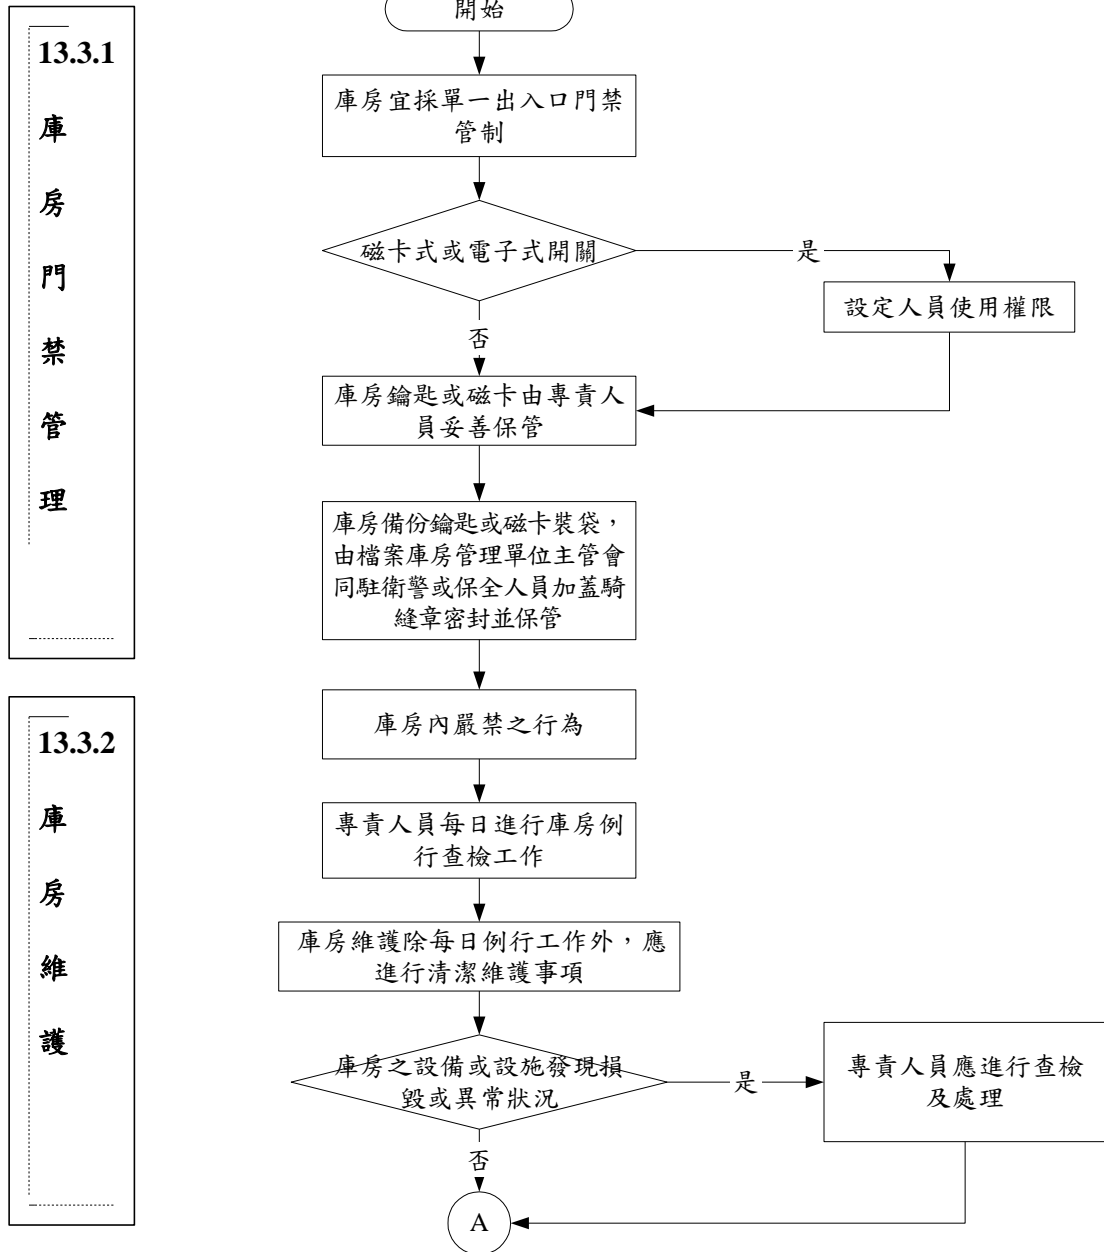 13.3.1
庫
房
門
禁
管
理
開始
庫房宜採單一出入口門禁
管制
磁卡式或電子式開關
是
設定人員使用權限
否
庫房鑰匙或磁卡由專責人
員妥善保管
庫房備份鑰匙或磁卡裝袋，
由檔案庫房管理單位主管會
同駐衛警或保全人員加蓋騎
縫章密封並保管
13.3.2
庫
房
維
護
庫房內嚴禁之行為
專責人員每日進行庫房例
行查檢工作
庫房維護除每日例行工作外，應
進行清潔維護事項
庫房之設備或設施發現損
毀或異常狀況
是
專責人員應進行查檢
及處理
否
A